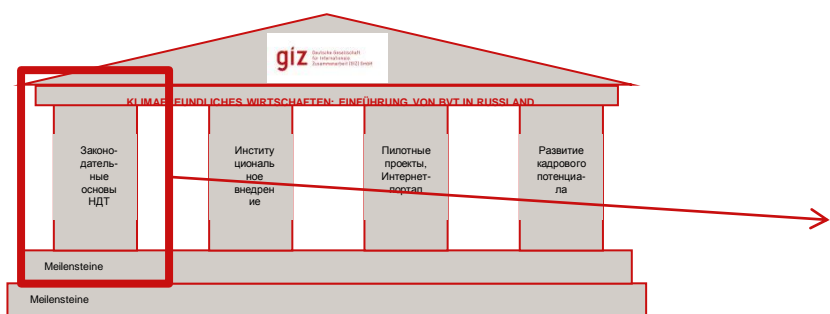 giz Deutsche Gesellschaft
für Internationale
Zusammenarbeit (GIZ) GmbH
KLIMAFREUNDLICHES WIRTSCHAFTEN: EINFÜHRUNG VON BVT IN RUSSLAND
Законо-
датель-
ные
основы
НДТ
Институ
циональ
ное
внедрен
ие
Пилотные
проекты,
Интернет-
портал
Развитие
кадрового
потенциа-
ла
Meilensteine
Meilensteine